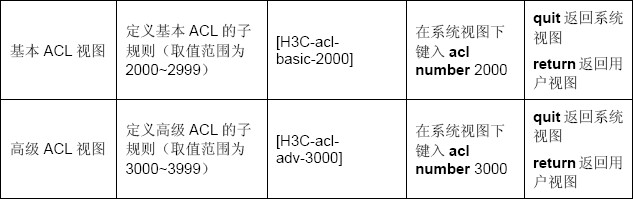 基本 ACL 视图
定义基本 ACL 的子
规则（取值范围为
2000~2999）
[H3C-acl-
basic-2000]
在系统视图下
键入 acl
number 2000
quit 返回系统
视图
return 返回用
户视图
高级 ACL 视图
定义高级 ACL 的子
规则（取值范围为
3000~3999）
[H3C-acl-
adv-3000]
在系统视图下
键入 acl
number 3000
quit 返回系统
视图
return 返回用
户视图